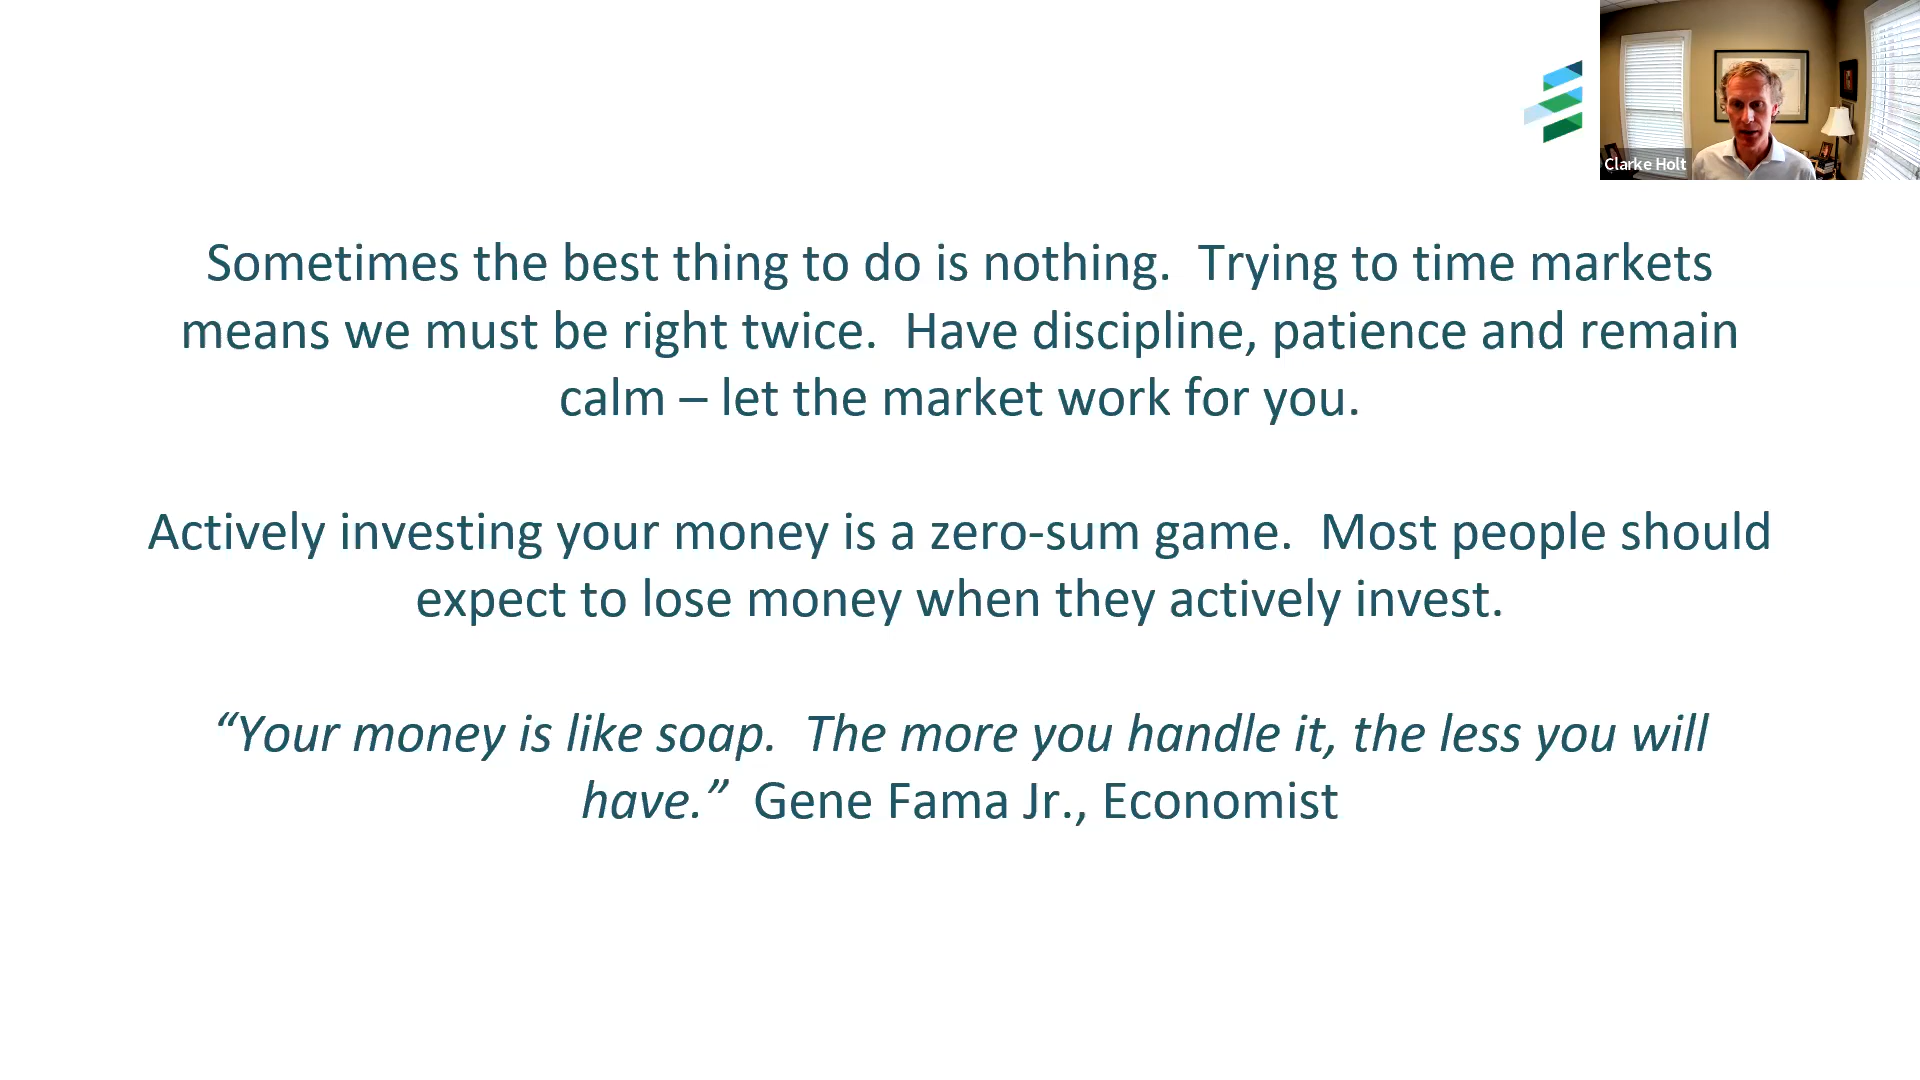 Clarke Holt
Sometimes the best thing to do is nothing.  Trying to time markets
means we must be right twice.  Have discipline, patience and remain
calm – let the market work for you.
Actively investing your money is a zero-sum game.  Most people should
expect to lose money when they actively invest.
“Your money is like soap.  The more you handle it, the less you will
have.”  Gene Fama Jr., Economist